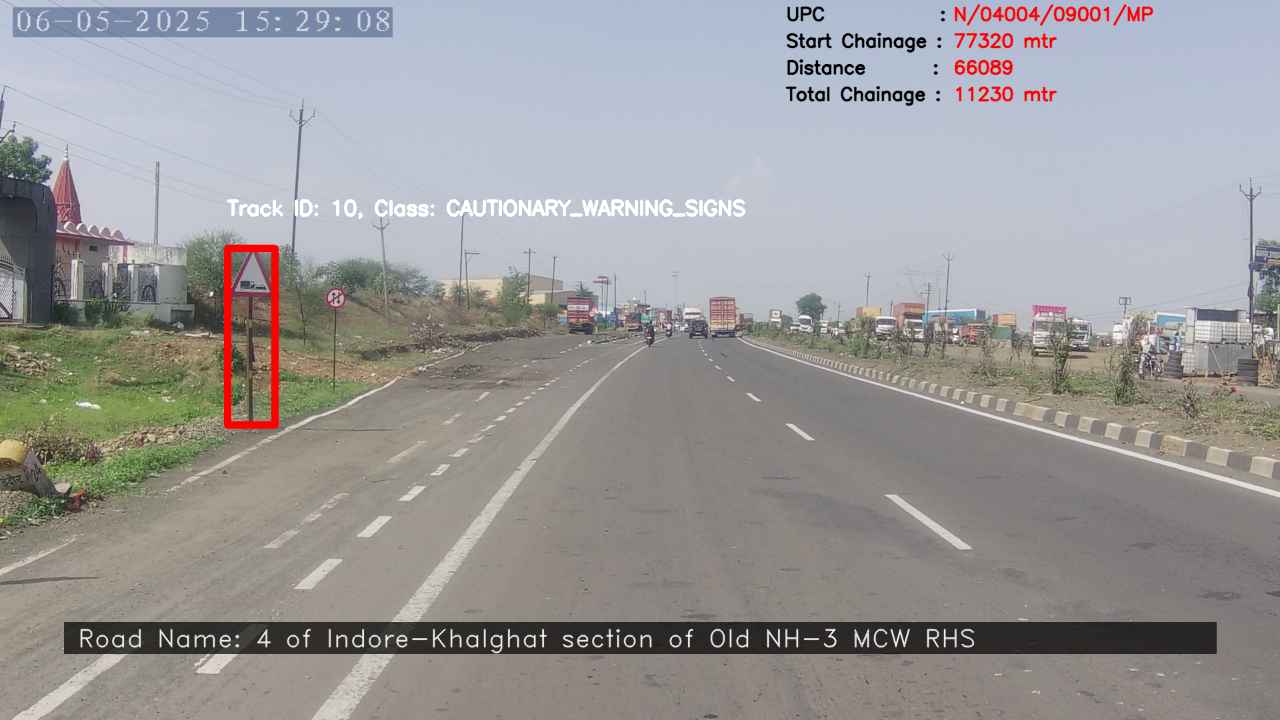 06-05-2025 15:29:08
UPC : N/04004/09001/MP
Start Chainage : 77320 mtr
Distance : 66089
Total Chainage : 11230 mtr
Track ID: 10, Class: CAUTIONARY_WARNING_SIGNS
Road Name: 4 of Indore-Khalghat section of Old NH-3 MCW RHS